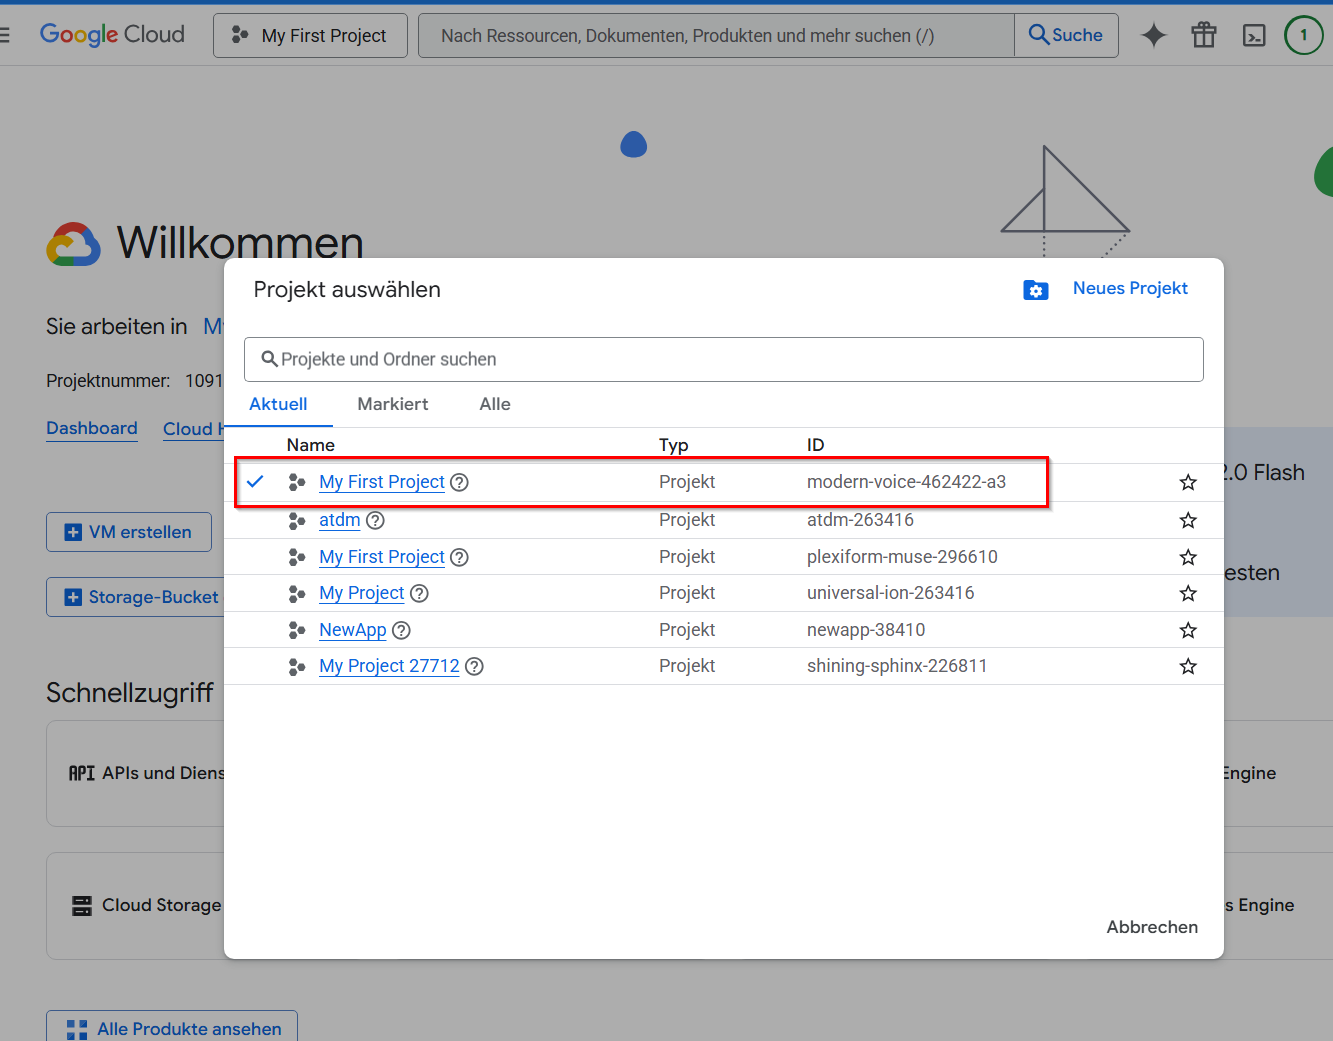 Google Cloud My First Project Nach Ressourcen, Dokumenten, Produkten und mehr suchen (/) Suche 1
Willkommen
Projekt auswählen Neues Projekt
Sie arbeiten in
Projekte und Ordner suchen
Projektnummer: 1091
Aktuell Markiert Alle
Dashboard Cloud
Name Typ ID
My First Project ? Projekt modern-voice-462422-a3
2.0 Flash
atdm ? Projekt atdm-263416
VM erstellen
My First Project ? Projekt plexiform-muse-296610
esten
My Project ? Projekt universal-ion-263416
Storage-Bucket
NewApp ? Projekt newapp-38410
My Project 27712 ? Projekt shining-sphinx-226811
Schnellzugriff
API APIs und Diens
Engine
Cloud Storage
s Engine
Abbrechen
Alle Produkte ansehen